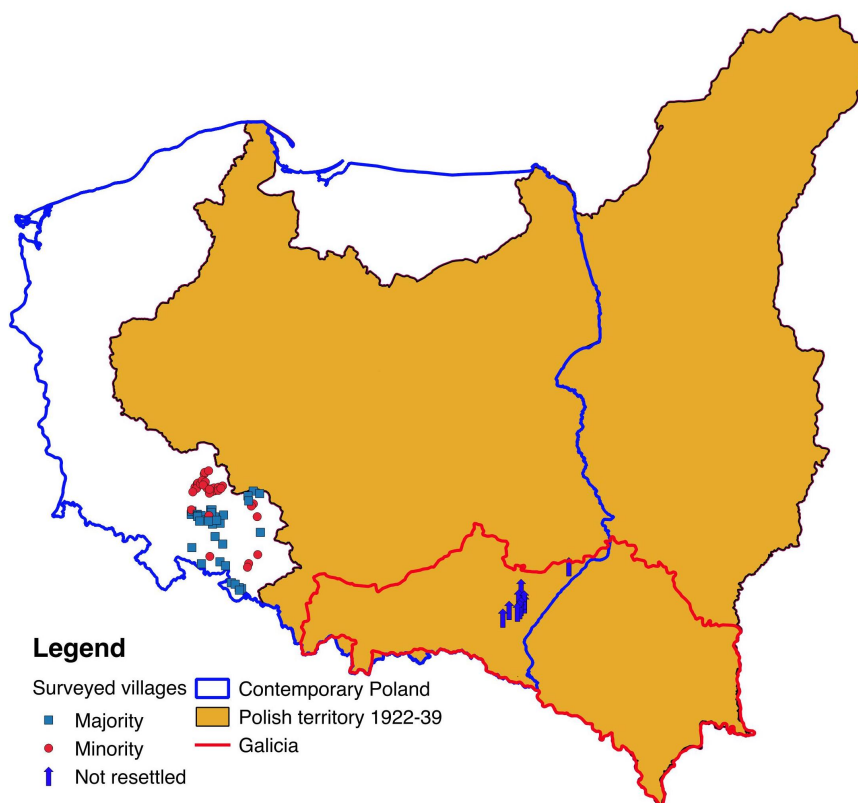 Legend
Surveyed villages
Majority
Minority
Not resettled
Contemporary Poland
Polish territory 1922-39
Galicia